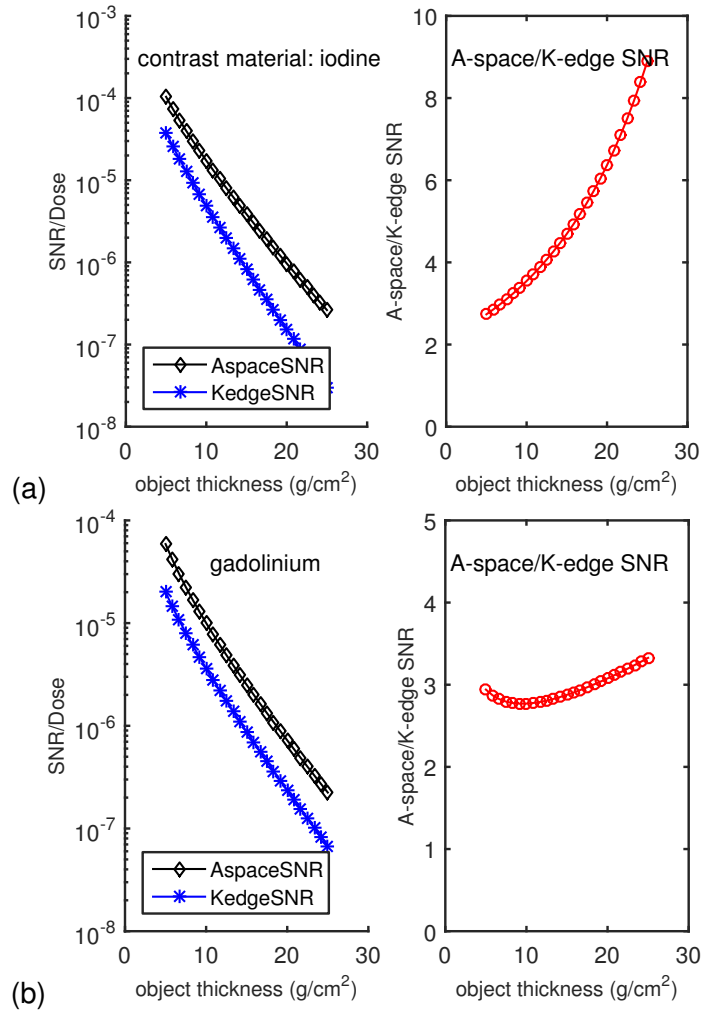 10^-3
10^-4
10^-5
10^-6
10^-7
10^-8
SNR/Dose
contrast material: iodine
AspaceSNR
KedgeSNR
0 10 20 30
object thickness (g/cm^2)
10
8
6
4
2
0
A-space/K-edge SNR
A-space/K-edge SNR
0 10 20 30
object thickness (g/cm^2)
(a)
10^-4
10^-5
10^-6
10^-7
10^-8
SNR/Dose
gadolinium
AspaceSNR
KedgeSNR
0 10 20 30
object thickness (g/cm^2)
5
4
3
2
1
0
A-space/K-edge SNR
A-space/K-edge SNR
0 10 20 30
object thickness (g/cm^2)
(b)